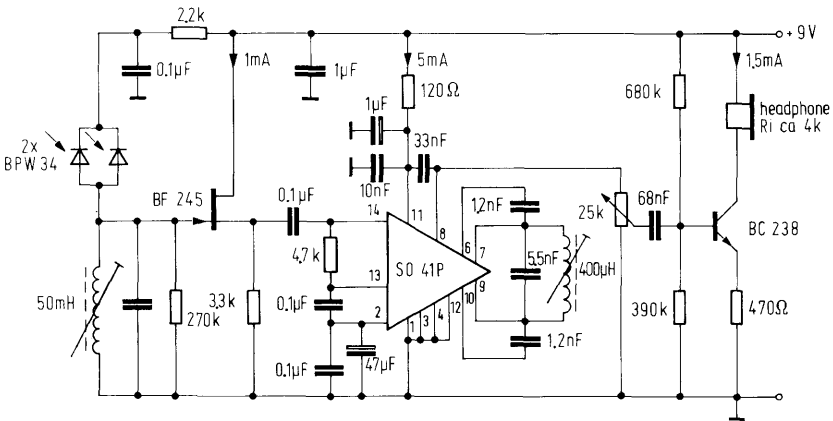 2.2k
+ 9V
1mA
5mA
1.5mA
0.1µF
1µF
120Ω
680k
headphone
Ri ca 4k
1µF
33nF
2x
BPW 34
10nF
BF 245
0.1µF
14
11
8
1.2nF
25k
68nF
BC 238
6
7
4.7k
SO 41P
5.5nF
400µH
13
50mH
3.3k
270k
0.1µF
2
12
10
9
1
3
4
390k
470Ω
0.1µF
47µF
1.2nF